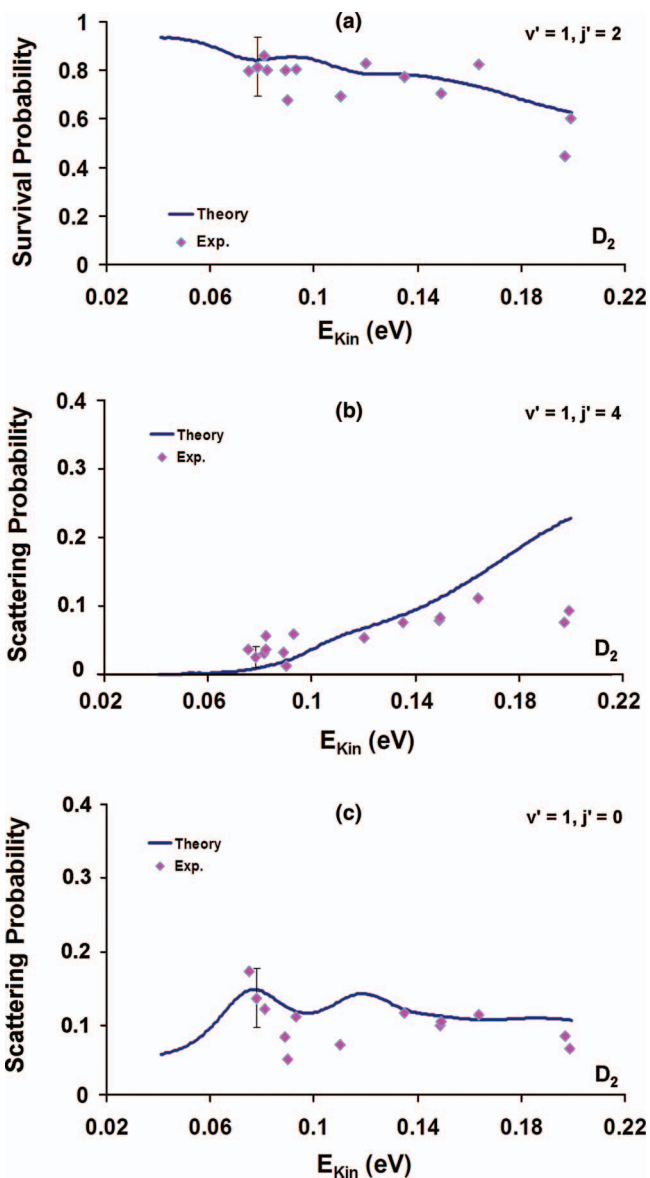 (a)
v' = 1, j' = 2
Survival Probability
1
0.8
0.6
0.4
0.2
0
Theory
Exp.
D2
0.02 0.06 0.1 0.14 0.18 0.22
EKin (eV)
(b)
v' = 1, j' = 4
Scattering Probability
0.4
0.3
0.2
0.1
0
Theory
Exp.
D2
0.02 0.06 0.1 0.14 0.18 0.22
EKin (eV)
(c)
v' = 1, j' = 0
Scattering Probability
0.4
0.3
0.2
0.1
0
Theory
Exp.
D2
0.02 0.06 0.1 0.14 0.18 0.22
EKin (eV)